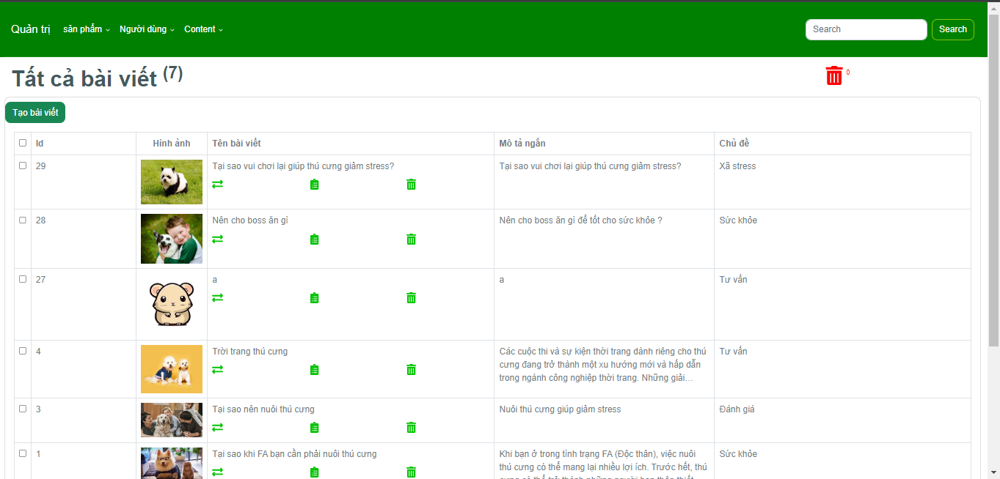 Quản trị sản phẩm Người dùng Content Search Search
Tất cả bài viết (7) 0
Tạo bài viết
Id Hình ảnh Tên bài viết Mô tả ngắn Chủ đề
29 Tại sao vui chơi lại giúp thú cưng giảm stress? Tại sao vui chơi lại giúp thú cưng giảm stress? Xã stress
28 Nên cho boss ăn gì Nên cho boss ăn gì để tốt cho sức khỏe ? Sức khỏe
27 a a Tư vấn
4 Trời trang thú cưng Các cuộc thi và sự kiện thời trang dành riêng cho thú Tư vấn
cưng đang trở thành một xu hướng mới và hấp dẫn
trong ngành công nghiệp thời trang. Những giải...
3 Tại sao nên nuôi thú cưng Nuôi thú cưng giúp giảm stress Đánh giá
1 Tại sao khi FA bạn cần phải nuôi thú cưng Khi bạn ở trong tình trạng FA (Độc thân), việc nuôi Sức khỏe
thú cưng có thể mang lại nhiều lợi ích. Trước hết, thú
cưng có thể trở thành những người bạn thân thiết